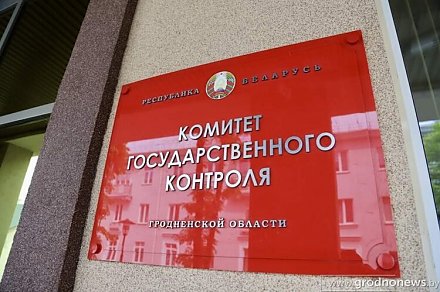 РЕСПУБЛИКА БЕЛАРУСЬ
КОМИТЕТ
ГОСУДАРСТВЕННОГО
КОНТРОЛЯ
ГРОДНЕНСКОЙ ОБЛАСТИ
www.grodnonews.by